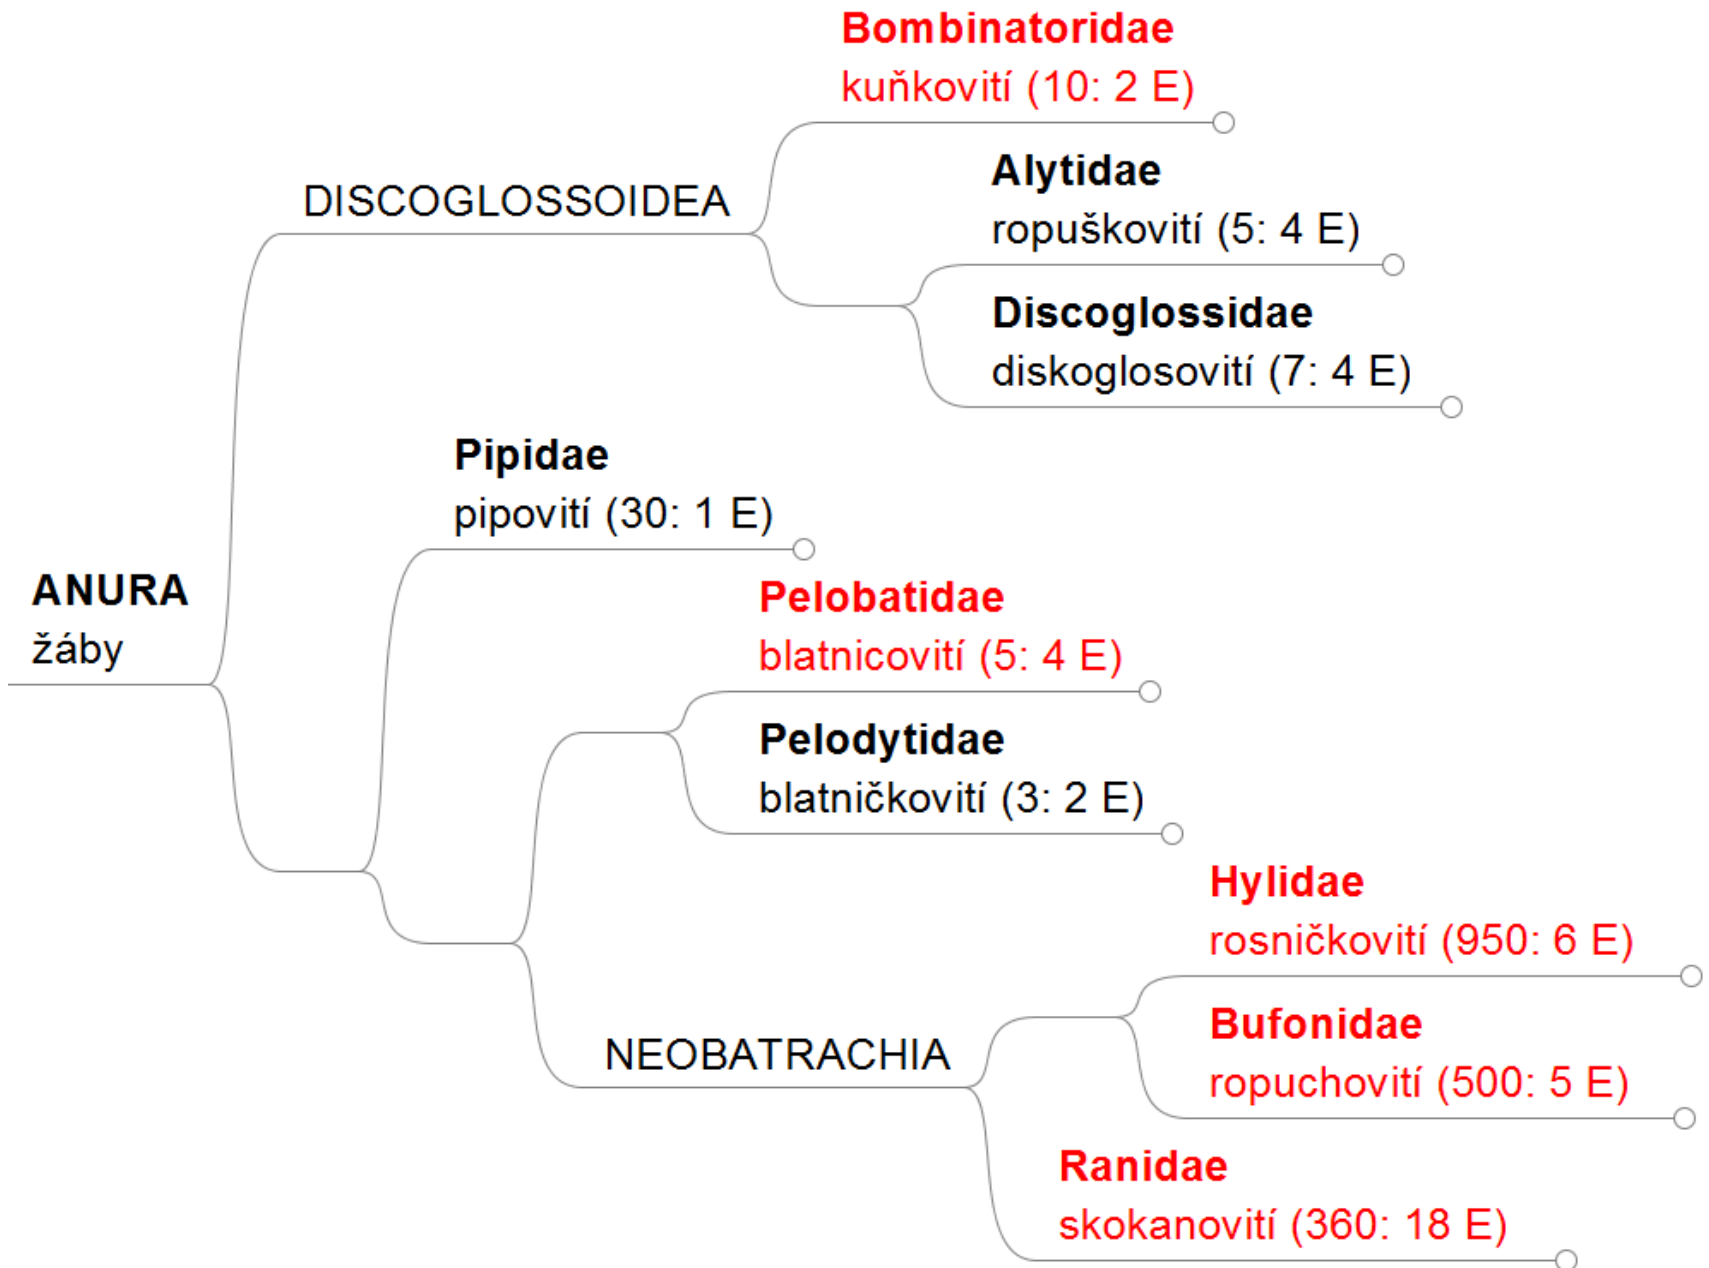 Bombinatoridae
kuňkovití (10: 2 E)
Alytidae
ropuškovití (5: 4 E)
DISCOGLOSSOIDEA
Discoglossidae
diskoglosovití (7: 4 E)
Pipidae
pipovití (30: 1 E)
ANURA
žáby
Pelobatidae
blatnicovití (5: 4 E)
Pelodytidae
blatničkovití (3: 2 E)
Hylidae
rosničkovití (950: 6 E)
Bufonidae
ropuchovití (500: 5 E)
NEOBATRACHIA
Ranidae
skokanovití (360: 18 E)